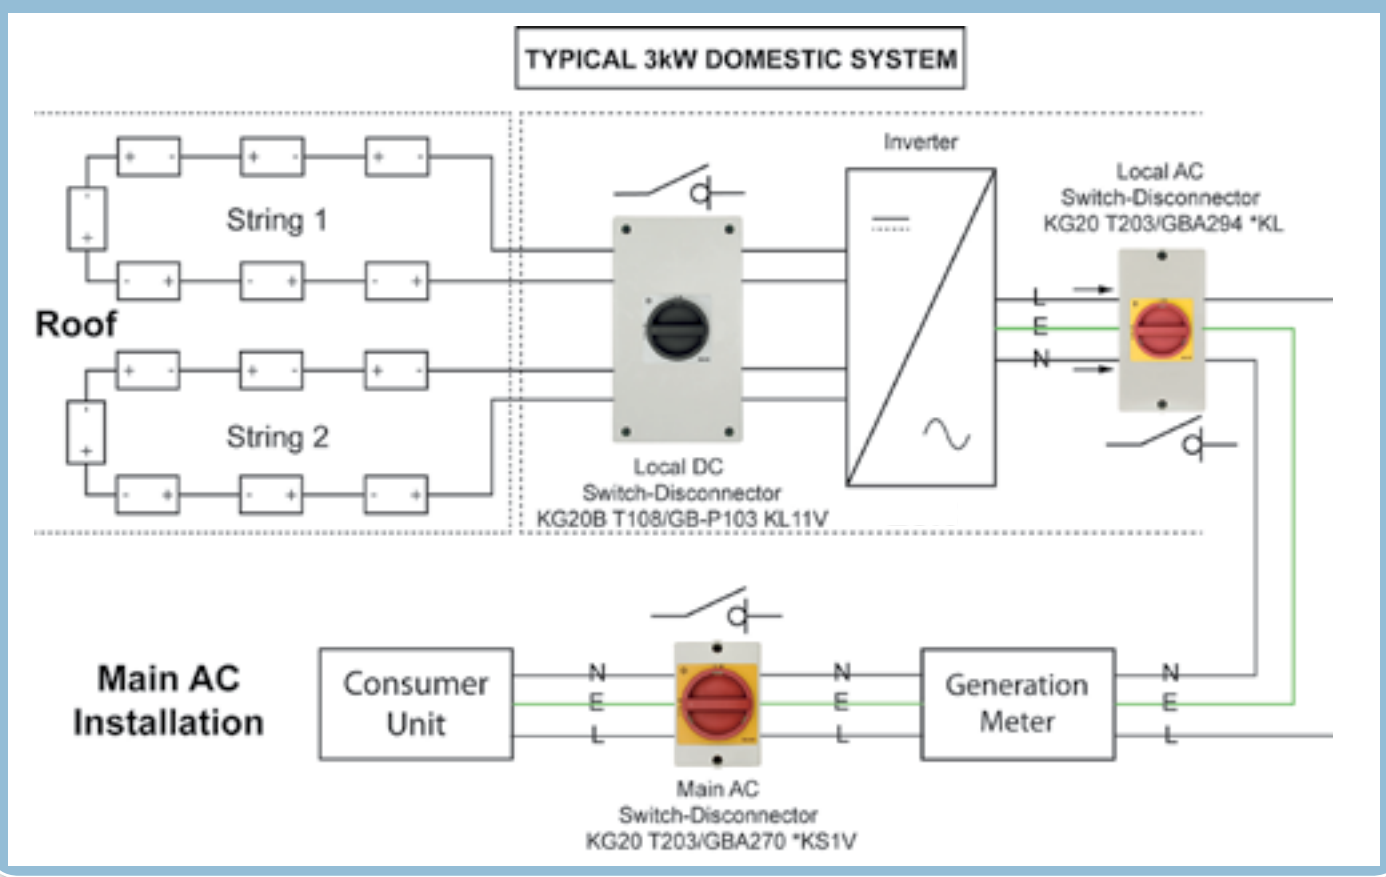 TYPICAL 3kW DOMESTIC SYSTEM
Inverter
Local AC
Switch-Disconnector
KG20 T203/GBA294 *KL
+ -
+ -
+ -
-
+
String 1
- +
- +
- +
L
E
N
Roof
+ -
+ -
+ -
-
+
String 2
- +
- +
- +
Local DC
Switch-Disconnector
KG20B T108/GB-P103 KL11V
Main AC
Installation
Consumer
Unit
N
E
L
N
E
L
Generation
Meter
N
E
L
Main AC
Switch-Disconnector
KG20 T203/GBA270 *KS1V